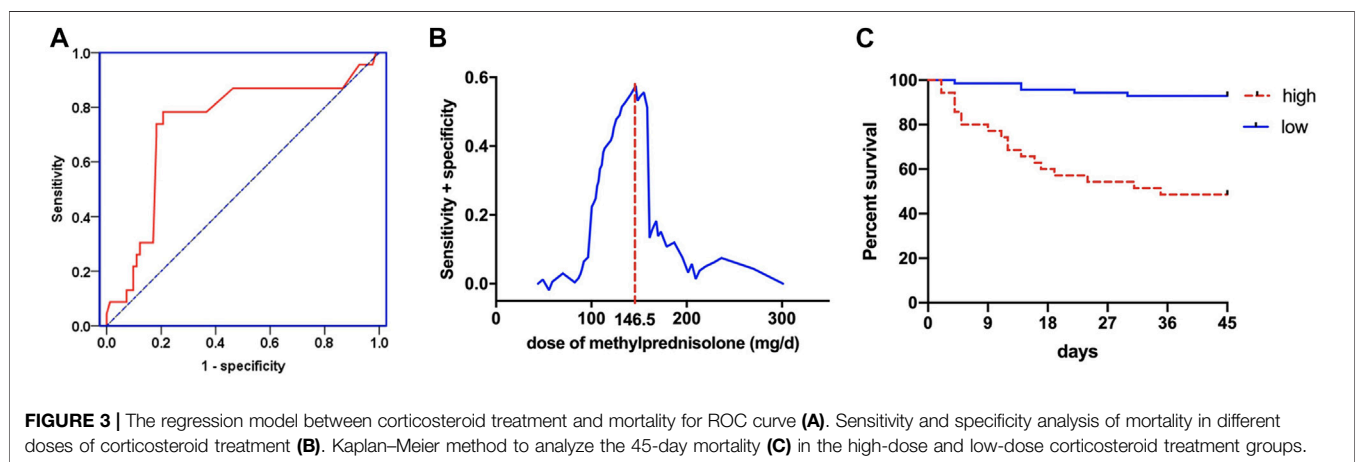 A
1.0
0.8
0.6
0.4
0.2
0.0
Sensitivity
0.0 0.2 0.4 0.6 0.8 1.0
1 - specificity
B
0.6
0.4
0.2
0.0
Sensitivity + specificity
0 100 146.5 200 300
dose of methylprednisolone (mg/d)
C
100
80
60
40
20
0
Percent survival
0 9 18 27 36 45
days
high
low
FIGURE 3 | The regression model between corticosteroid treatment and mortality for ROC curve (A). Sensitivity and specificity analysis of mortality in different
doses of corticosteroid treatment (B). Kaplan–Meier method to analyze the 45-day mortality (C) in the high-dose and low-dose corticosteroid treatment groups.